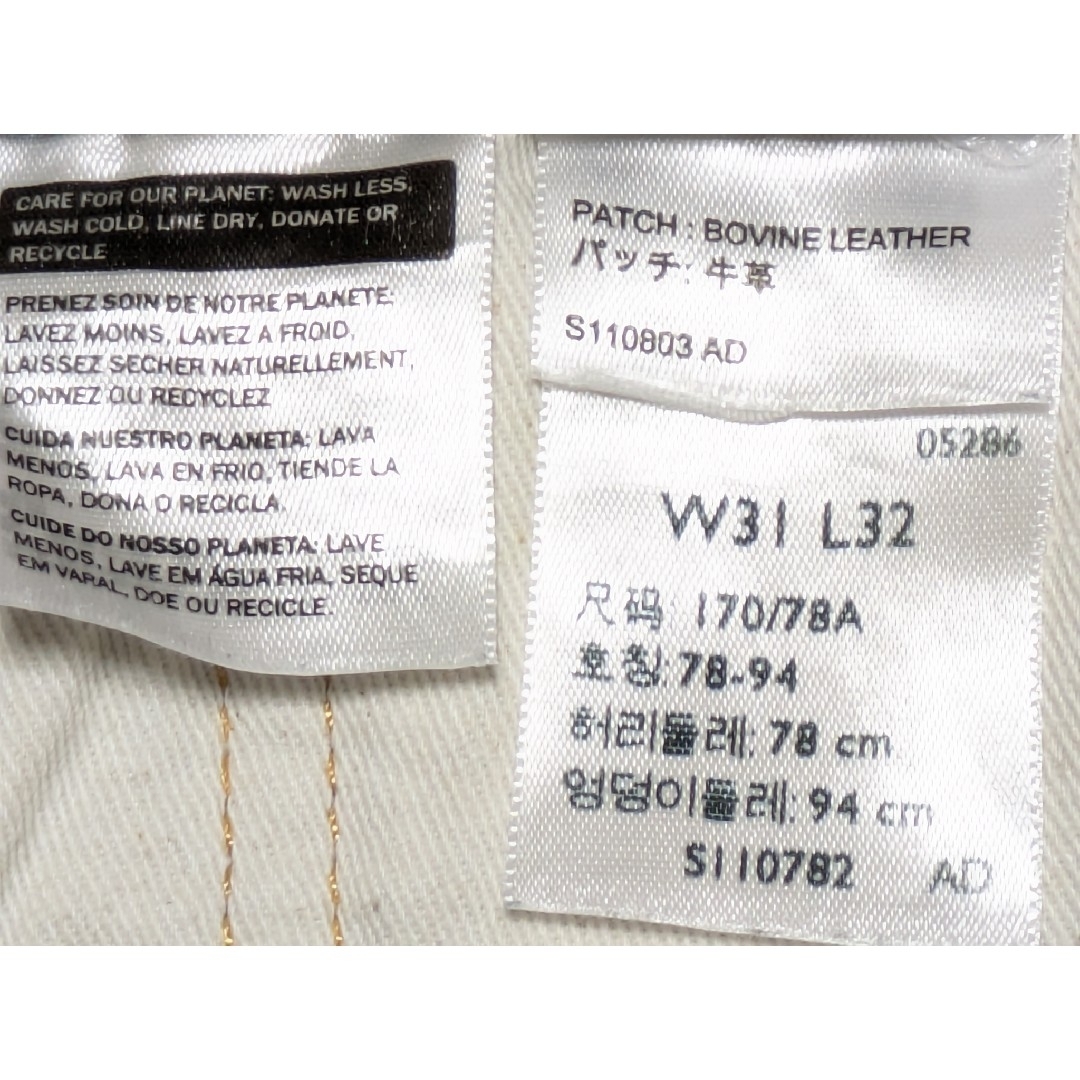 CARE FOR OUR PLANET: WASH LESS,
WASH COLD, LINE DRY, DONATE OR
RECYCLE
PRENEZ SOIN DE NOTRE PLANETE:
LAVEZ MOINS, LAVEZ A FROID,
LAISSEZ SECHER NATURELLEMENT,
DONNEZ OU RECYCLEZ
CUIDA NUESTRO PLANETA: LAVA
MENOS, LAVA EN FRIO, TIENDE LA
ROPA, DONA O RECICLA.
CUIDE DO NOSSO PLANETA: LAVE
MENOS, LAVE EM ÁGUA FRIA, SEQUE
EM VARAL, DOE OU RECICLE.
PATCH : BOVINE LEATHER
パッチ: 牛革
S110803 AD
05286
W31 L32
尺码: 170/78A
호칭: 78-94
허리둘레: 78 cm
엉덩이둘레: 94 cm
S110782 AD